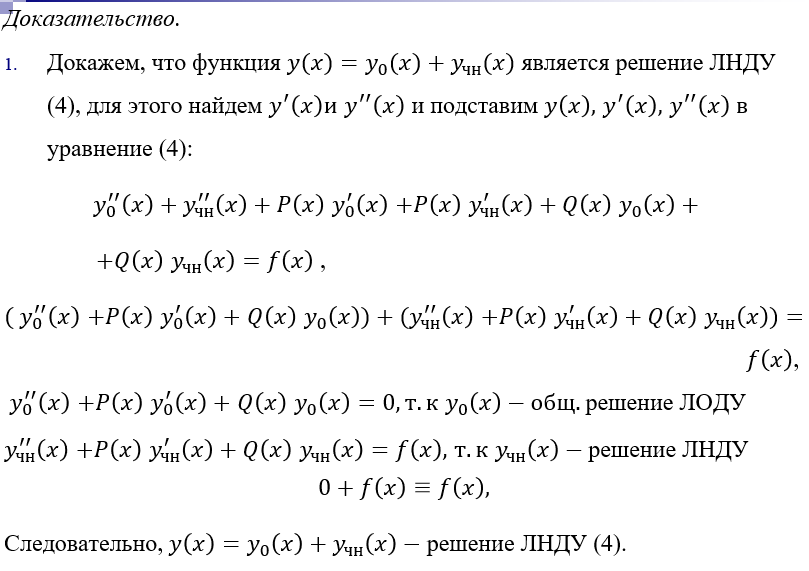 Доказательство.
1. Докажем, что функция y(x) = y₀(x) + yчн(x) является решение ЛНДУ
(4), для этого найдем y′(x)и y′′(x) и подставим y(x), y′(x), y′′(x) в
уравнение (4):
y₀′′(x) + yчн′′(x) + P(x) y₀′(x) +P(x) yчн′(x) + Q(x) y₀(x) +
+Q(x) yчн(x) = f(x) ,
( y₀′′(x) +P(x) y₀′(x) + Q(x) y₀(x)) + (yчн′′(x) +P(x) yчн′(x) + Q(x) yчн(x)) =
f(x),
y₀′′(x) +P(x) y₀′(x) + Q(x) y₀(x) = 0, т. к y₀(x) − общ. решение ЛОДУ
yчн′′(x) +P(x) yчн′(x) + Q(x) yчн(x) = f(x), т. к yчн(x) − решение ЛНДУ
0 + f(x) ≡ f(x),
Следовательно, y(x) = y₀(x) + yчн(x) − решение ЛНДУ (4).